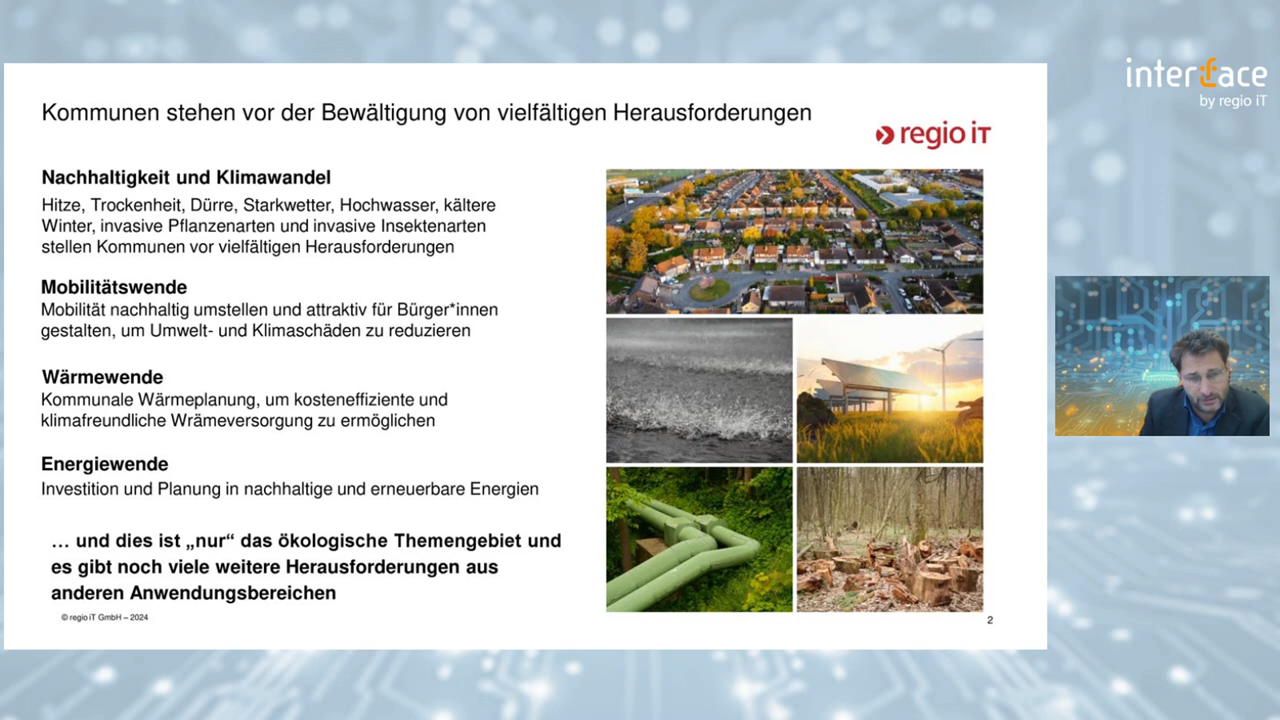 interface
by regio iT
Kommunen stehen vor der Bewältigung von vielfältigen Herausforderungen
regio iT
Nachhaltigkeit und Klimawandel
Hitze, Trockenheit, Dürre, Starkwetter, Hochwasser, kältere
Winter, invasive Pflanzenarten und invasive Insektenarten
stellen Kommunen vor vielfältigen Herausforderungen
Mobilitätswende
Mobilität nachhaltig umstellen und attraktiv für Bürger*innen
gestalten, um Umwelt- und Klimaschäden zu reduzieren
Wärmewende
Kommunale Wärmeplanung, um kosteneffiziente und
klimafreundliche Wrämeversorgung zu ermöglichen
Energiewende
Investition und Planung in nachhaltige und erneuerbare Energien
… und dies ist „nur“ das ökologische Themengebiet und
es gibt noch viele weitere Herausforderungen aus
anderen Anwendungsbereichen
© regio iT GmbH – 2024
2